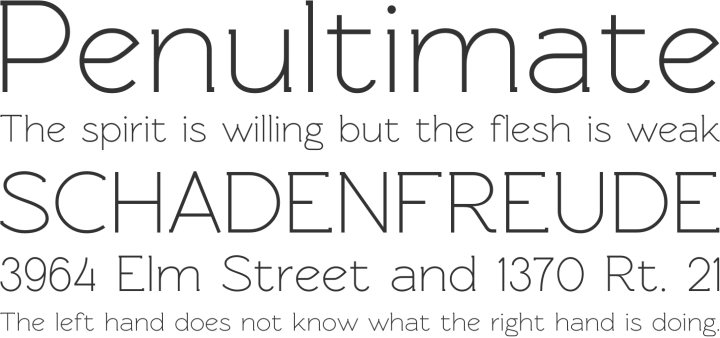 Penultimate
The spirit is willing but the flesh is weak
SCHADENFREUDE
3964 Elm Street and 1370 Rt. 21
The left hand does not know what the right hand is doing.